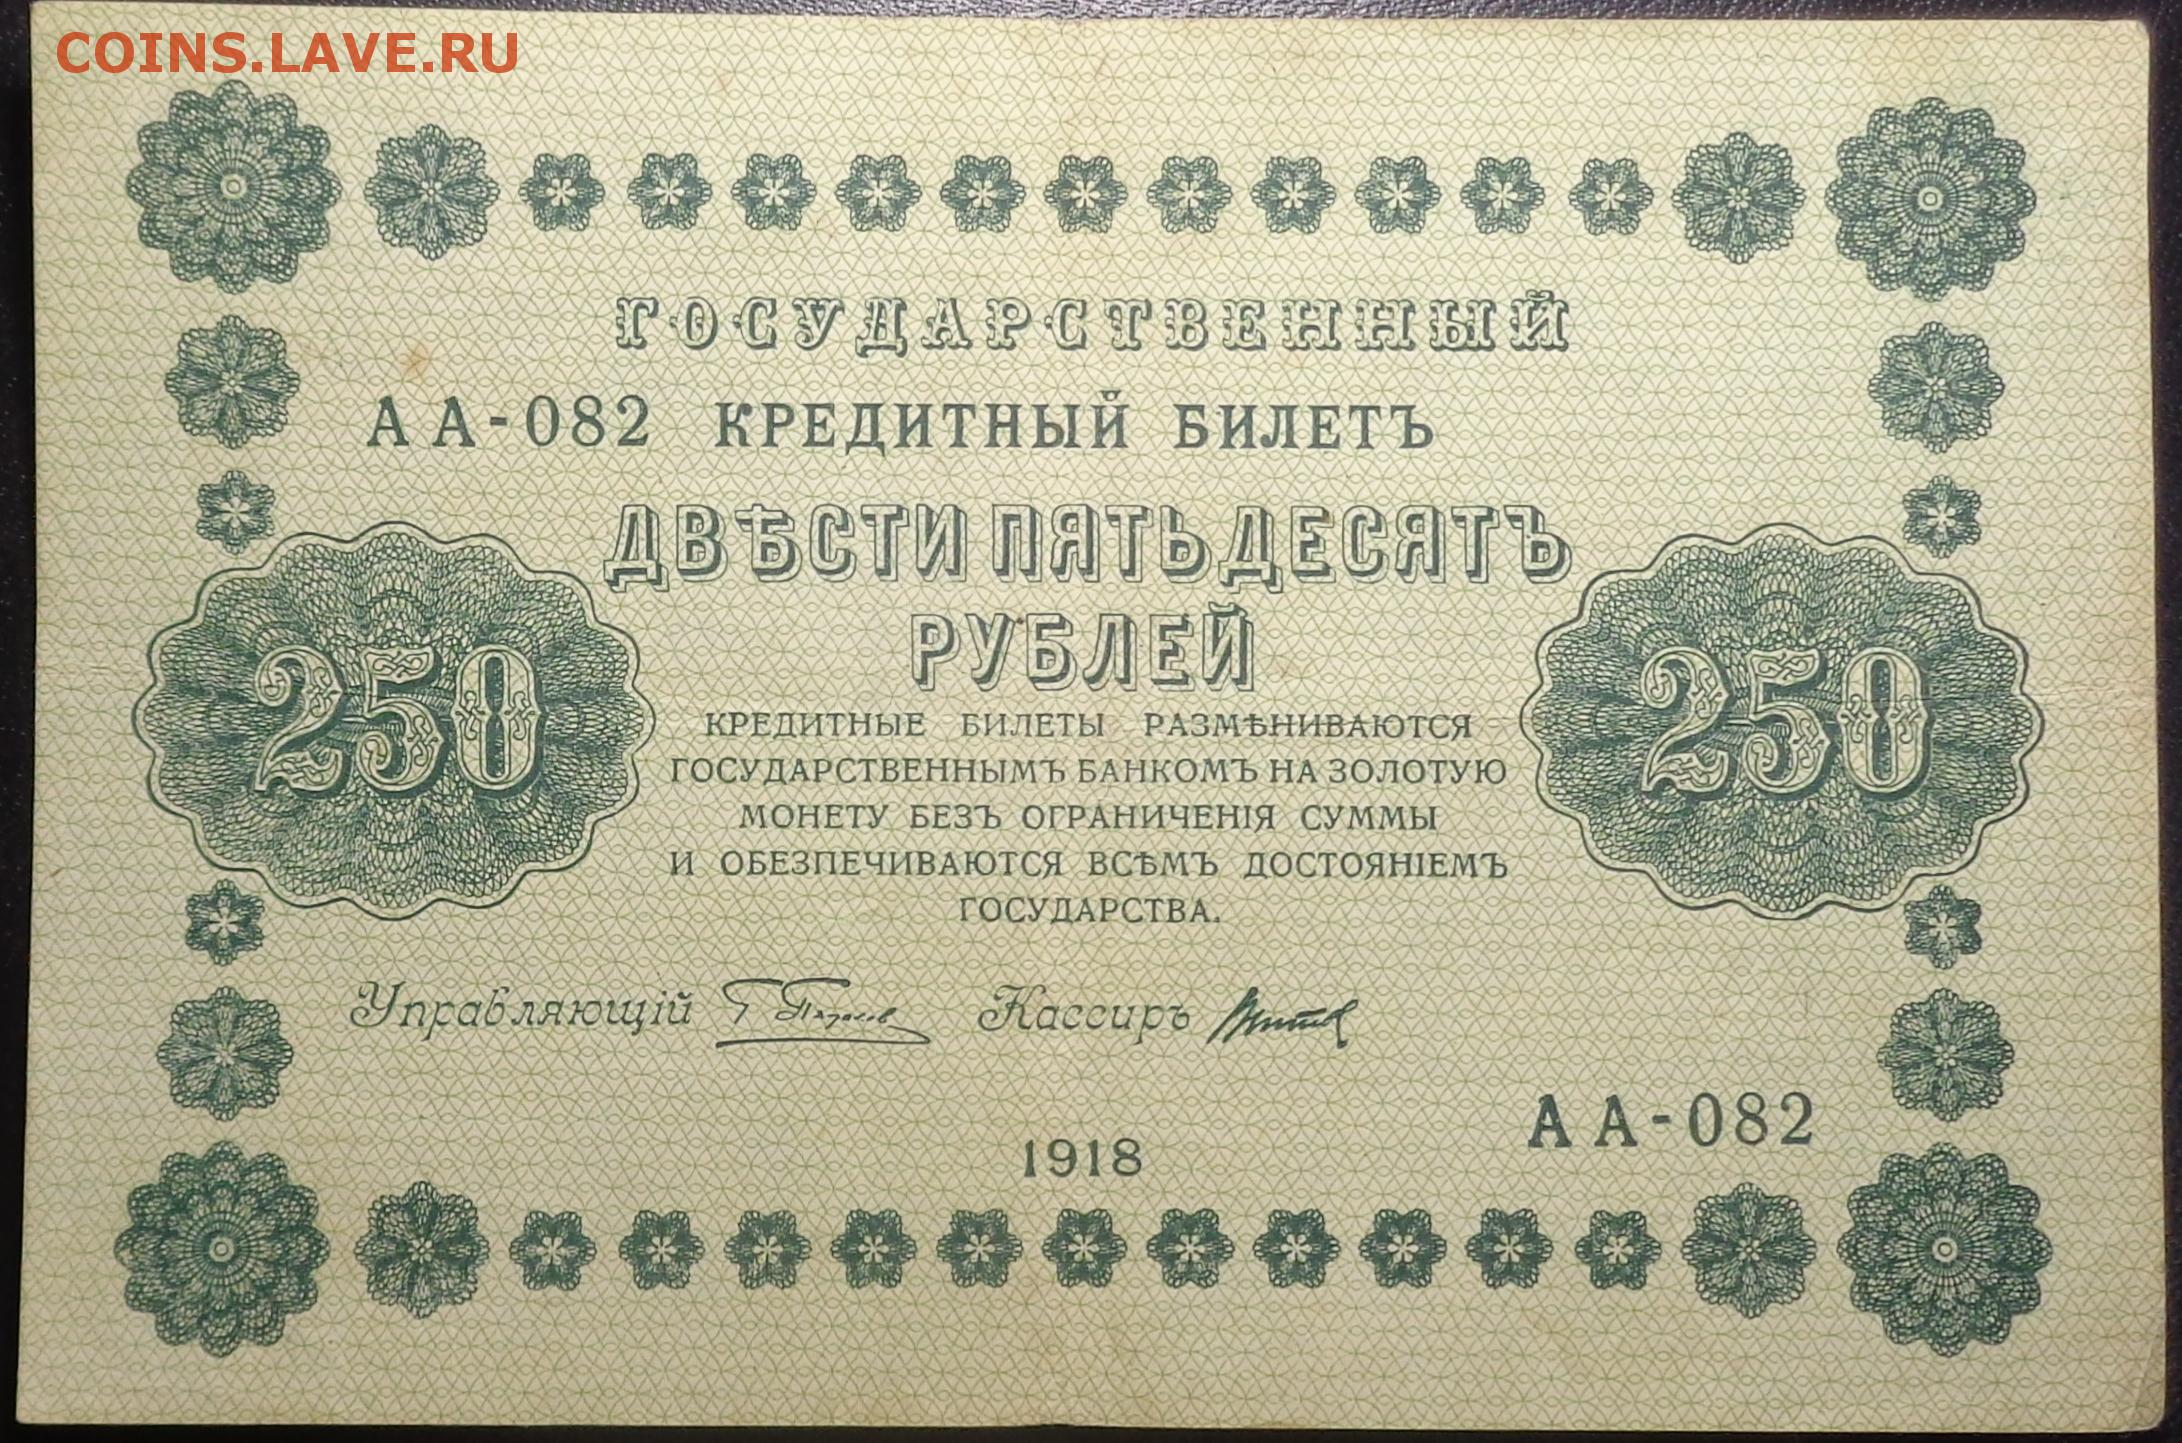 COINS.LAVE.RU
ГОСУДАРСТВЕННЫЙ
АА-082 КРЕДИТНЫЙ БИЛЕТЪ
ДВѢСТИ ПЯТЬДЕСЯТЪ
РУБЛЕЙ
250
250
КРЕДИТНЫЕ БИЛЕТЫ РАЗМѢНИВАЮТСЯ
ГОСУДАРСТВЕННЫМЪ БАНКОМЪ НА ЗОЛОТУЮ
МОНЕТУ БЕЗЪ ОГРАНИЧЕНІЯ СУММЫ
И ОБЕЗПЕЧИВАЮТСЯ ВСѢМЪ ДОСТОЯНІЕМЪ
ГОСУДАРСТВА.
Управляющій Кассиръ
АА-082
1918